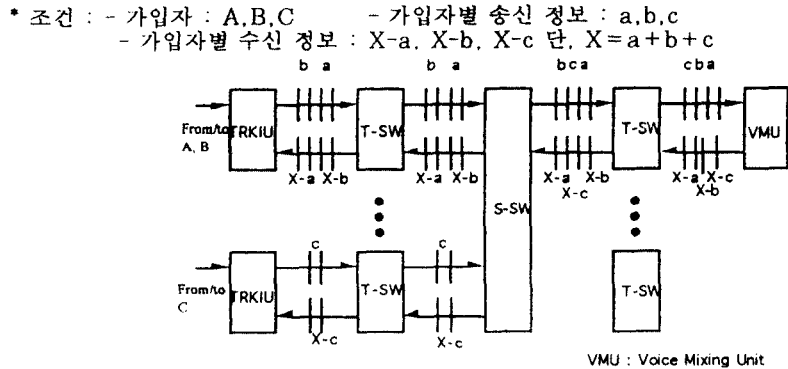 * 조건 : - 가입자 : A,B,C - 가입자별 송신 정보 : a,b,c
- 가입자별 수신 정보 : X-a, X-b, X-c 단, X=a+b+c
b a b a bca cba
From/to A, B
TRKIU T-SW T-SW VMU
X-a X-b X-a X-b X-a X-b X-a X-c
X-c X-b
S-SW
c c
From/to C
TRKIU T-SW T-SW
X-c X-c
VMU : Voice Mixing Unit